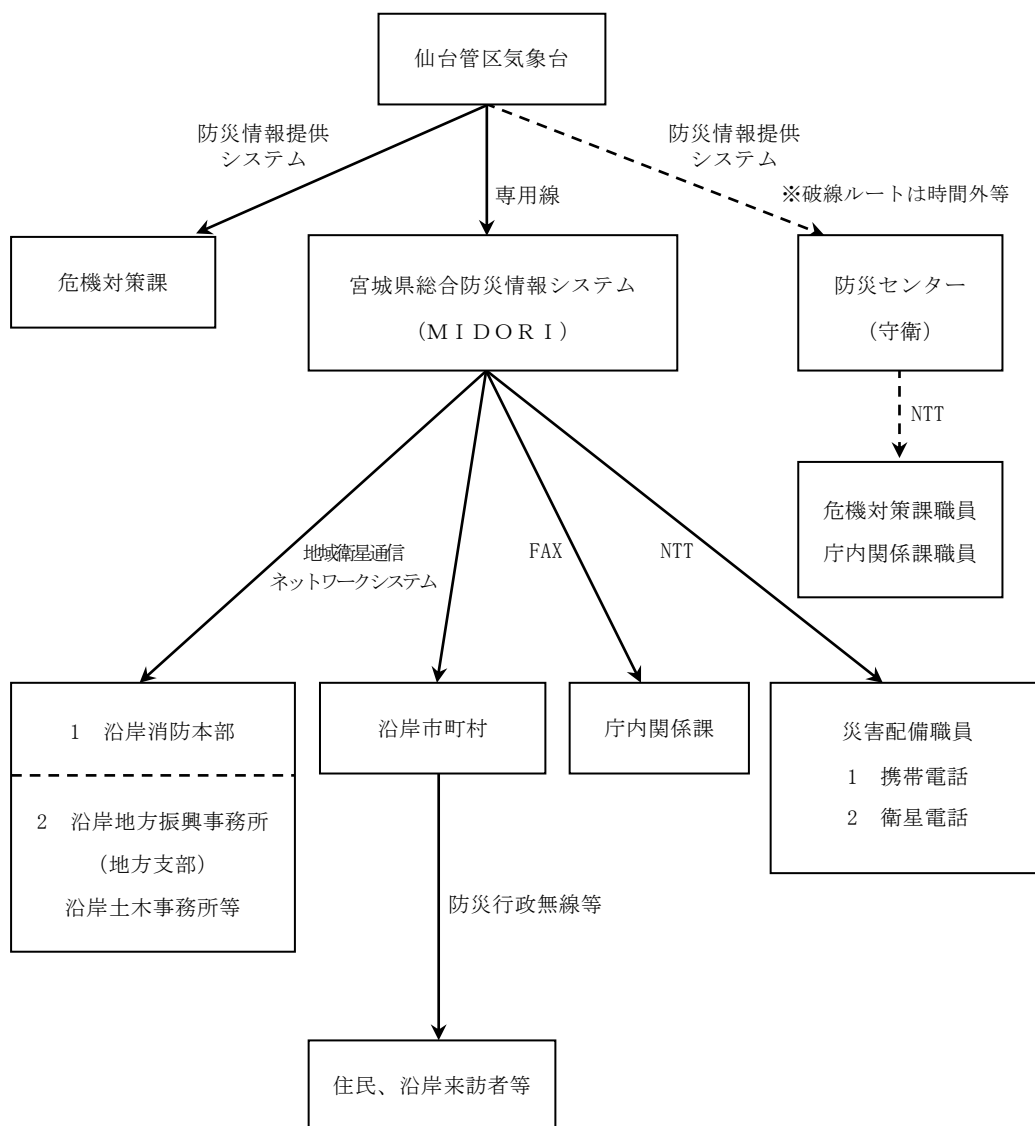 仙台管区気象台
防災情報提供
システム
専用線
防災情報提供
システム
※破線ルートは時間外等
危機対策課
宮城県総合防災情報システム
(ＭＩＤＯＲＩ)
防災センター
(守衛)
NTT
危機対策課職員
庁内関係課職員
地域衛星通信
ネットワークシステム
FAX
NTT
1　沿岸消防本部
2　沿岸地方振興事務所
(地方支部)
沿岸土木事務所等
沿岸市町村
庁内関係課
災害配備職員
1　携帯電話
2　衛星電話
防災行政無線等
住民、沿岸来訪者等